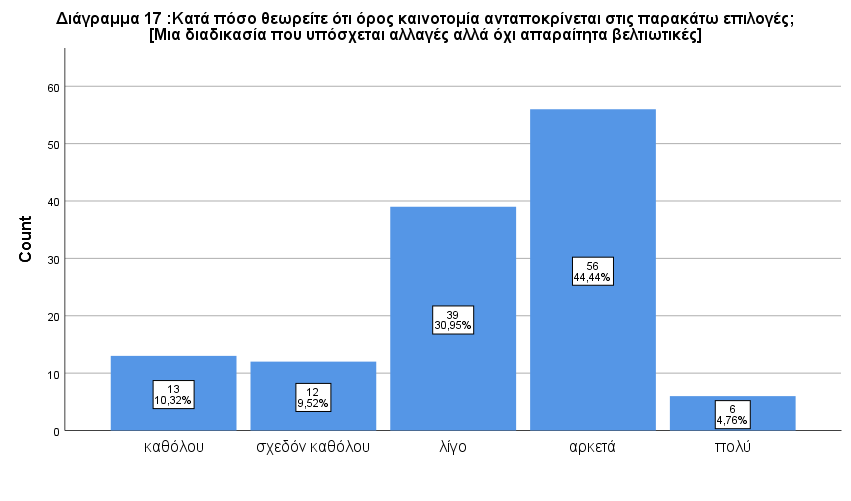 Διάγραμμα 17 :Κατά πόσο θεωρείτε ότι όρος καινοτομία ανταποκρίνεται στις παρακάτω επιλογές;
[Μια διαδικασία που υπόσχεται αλλαγές αλλά όχι απαραίτητα βελτιωτικές]
60
50
40
30
20
10
0
Count
13
10,32%
12
9,52%
39
30,95%
56
44,44%
6
4,76%
καθόλου
σχεδόν καθόλου
λίγο
αρκετά
πολύ